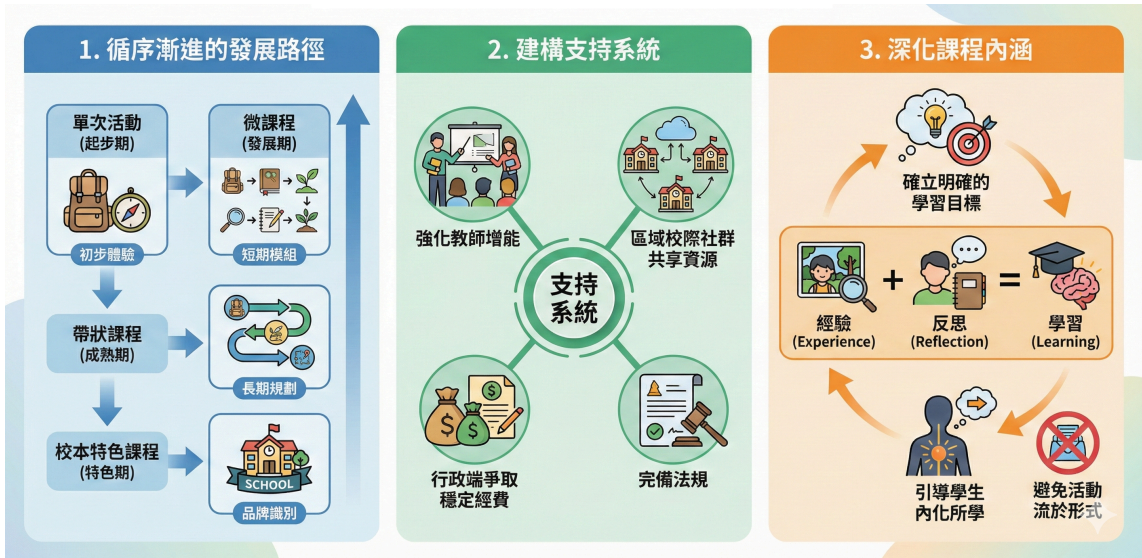 1. 循序漸進的發展路徑
單次活動
(起步期)
初步體驗
微課程
(發展期)
短期模組
帶狀課程
(成熟期)
長期規劃
校本特色課程
(特色期)
SCHOOL
品牌識別
2. 建構支持系統
強化教師增能
區域校際社群
共享資源
支持
系統
$
$
$
行政端爭取
穩定經費
完備法規
3. 深化課程內涵
確立明確的
學習目標
+
=
經驗
(Experience)
反思
(Reflection)
學習
(Learning)
引導學生
內化所學
避免活動
流於形式